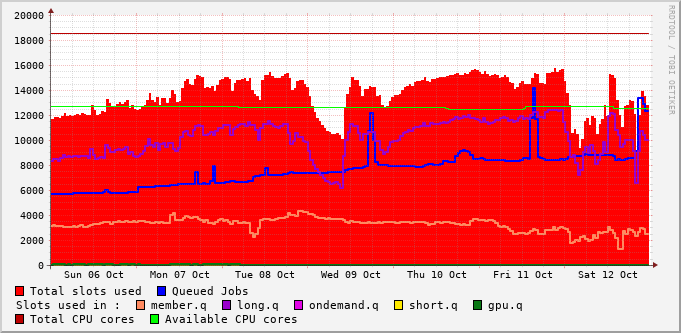 RRDTOOL / TOBI OETIKER
20000
18000
16000
14000
12000
10000
8000
6000
4000
2000
0
Sun 06 Oct Mon 07 Oct Tue 08 Oct Wed 09 Oct Thu 10 Oct Fri 11 Oct Sat 12 Oct
Total slots used Queued Jobs
Slots used in : member.q long.q ondemand.q short.q gpu.q
Total CPU cores Available CPU cores